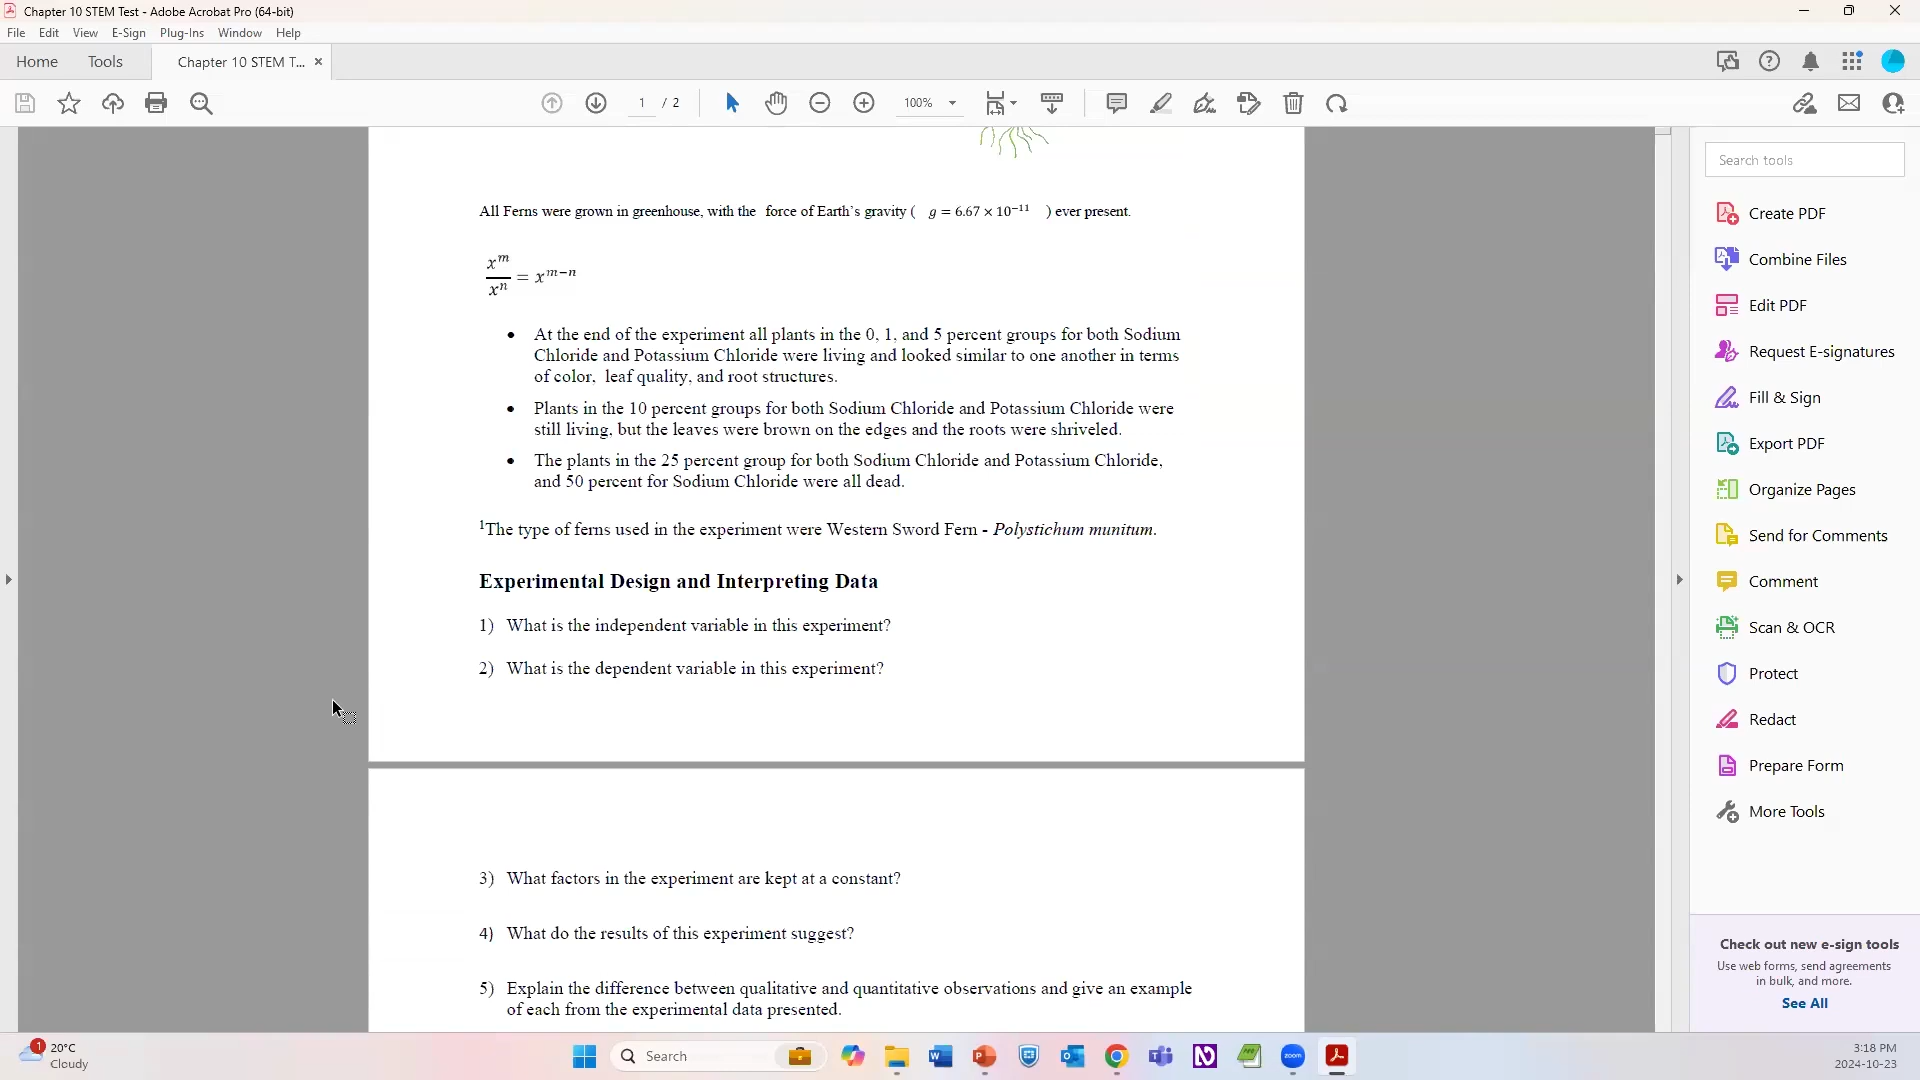 Chapter 10 STEM Test - Adobe Acrobat Pro (64-bit)
File Edit View E-Sign Plug-Ins Window Help
Home Tools Chapter 10 STEM T... ×
1 / 2 100%
All Ferns were grown in greenhouse, with the force of Earth's gravity ( g = 6.67 × 10⁻¹¹ ) ever present.
xᵐ
—— = xᵐ⁻ⁿ
xⁿ
• At the end of the experiment all plants in the 0, 1, and 5 percent groups for both Sodium
Chloride and Potassium Chloride were living and looked similar to one another in terms
of color, leaf quality, and root structures.
• Plants in the 10 percent groups for both Sodium Chloride and Potassium Chloride were
still living, but the leaves were brown on the edges and the roots were shriveled.
• The plants in the 25 percent group for both Sodium Chloride and Potassium Chloride,
and 50 percent for Sodium Chloride were all dead.
¹The type of ferns used in the experiment were Western Sword Fern - Polystichum munitum.
Experimental Design and Interpreting Data
1) What is the independent variable in this experiment?
2) What is the dependent variable in this experiment?
3) What factors in the experiment are kept at a constant?
4) What do the results of this experiment suggest?
5) Explain the difference between qualitative and quantitative observations and give an example
of each from the experimental data presented.
Search tools
Create PDF
Combine Files
Edit PDF
Request E-signatures
Fill & Sign
Export PDF
Organize Pages
Send for Comments
Comment
Scan & OCR
Protect
Redact
Prepare Form
More Tools
Check out new e-sign tools
Use web forms, send agreements
in bulk, and more.
See All
1
20°C
Cloudy
Search
zoom
3:18 PM
2024-10-23